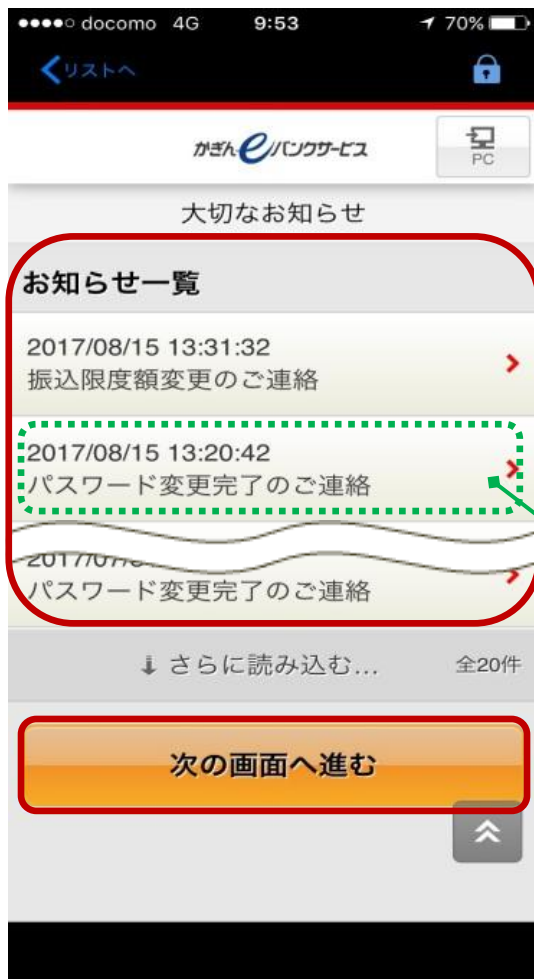 docomo 4G 9:53 70%
リストへ
かぎんeバンクサービス
PC
大切なお知らせ
お知らせ一覧
2017/08/15 13:31:32
振込限度額変更のご連絡
2017/08/15 13:20:42
パスワード変更完了のご連絡
パスワード変更完了のご連絡
さらに読み込む... 全20件
次の画面へ進む